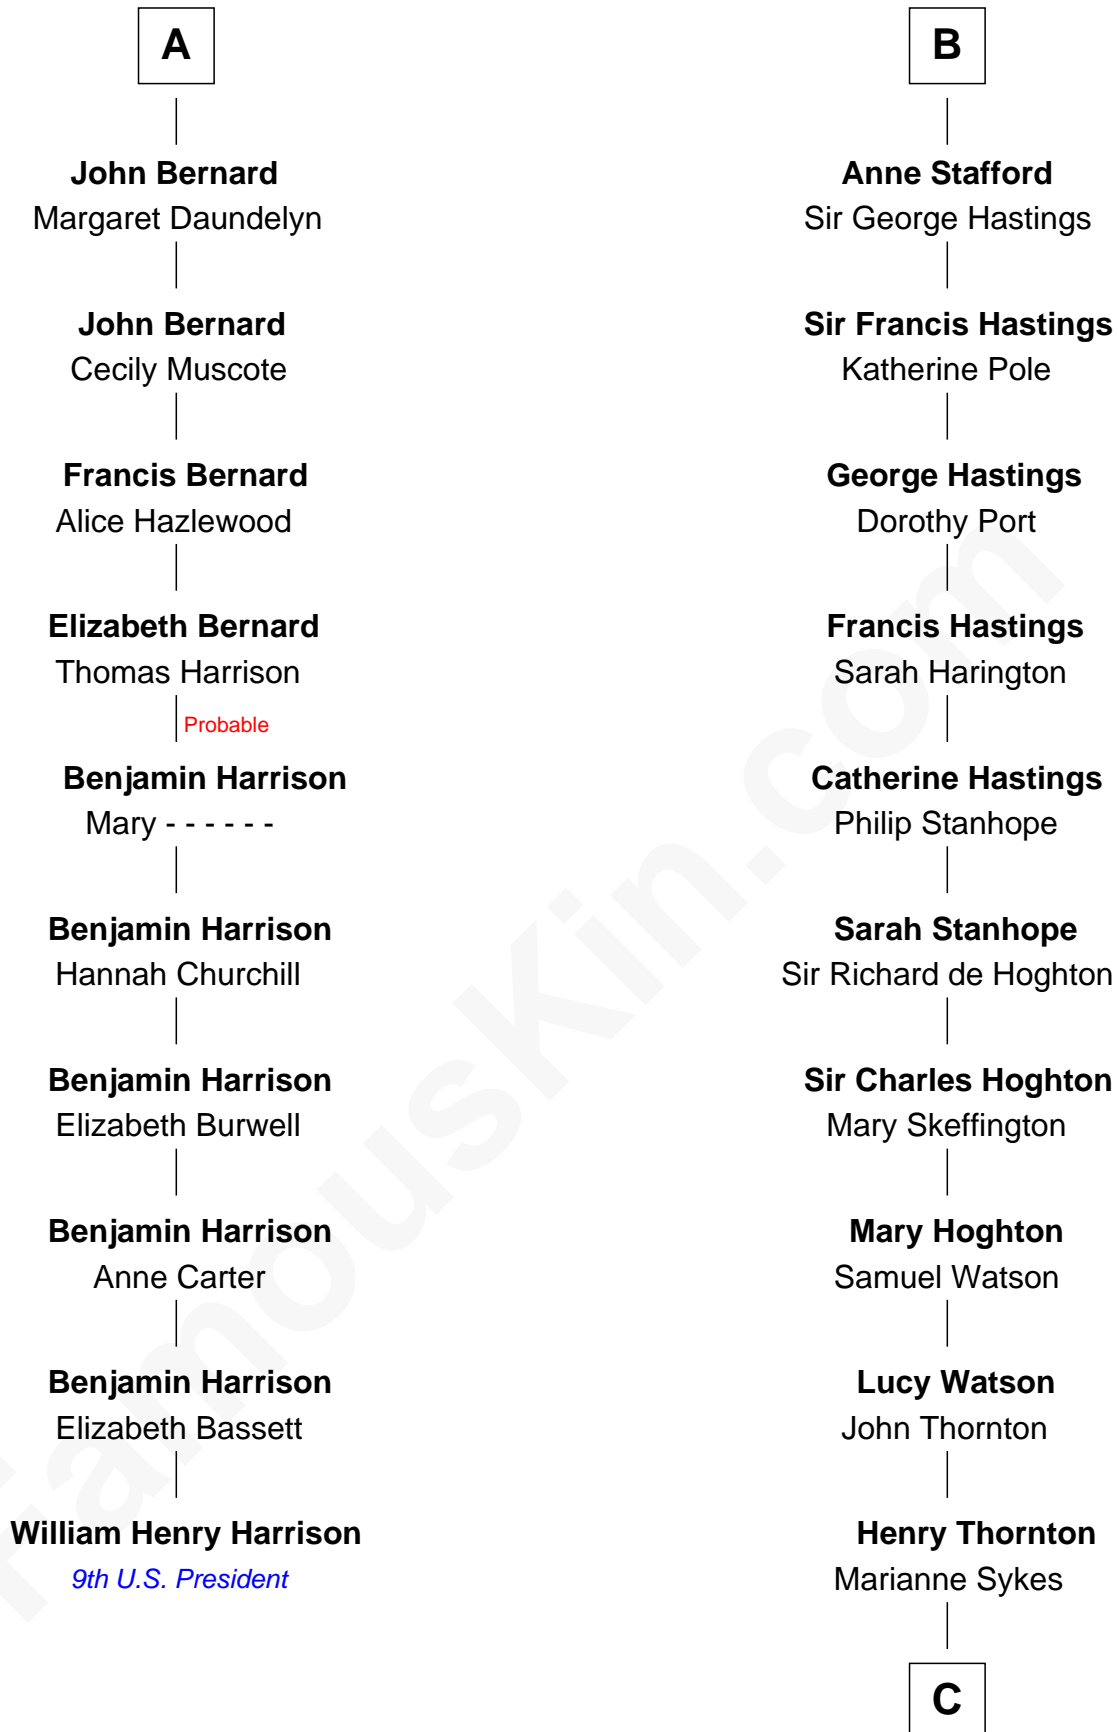 A
John Bernard
Margaret Daundelyn
John Bernard
Cecily Muscote
Francis Bernard
Alice Hazlewood
Elizabeth Bernard
Thomas Harrison
Probable
Benjamin Harrison
Mary - - - - - -
Benjamin Harrison
Hannah Churchill
Benjamin Harrison
Elizabeth Burwell
Benjamin Harrison
Anne Carter
Benjamin Harrison
Elizabeth Bassett
William Henry Harrison
9th U.S. President
B
Anne Stafford
Sir George Hastings
Sir Francis Hastings
Katherine Pole
George Hastings
Dorothy Port
Francis Hastings
Sarah Harington
Catherine Hastings
Philip Stanhope
Sarah Stanhope
Sir Richard de Hoghton
Sir Charles Hoghton
Mary Skeffington
Mary Hoghton
Samuel Watson
Lucy Watson
John Thornton
Henry Thornton
Marianne Sykes
C
FamousKin.com